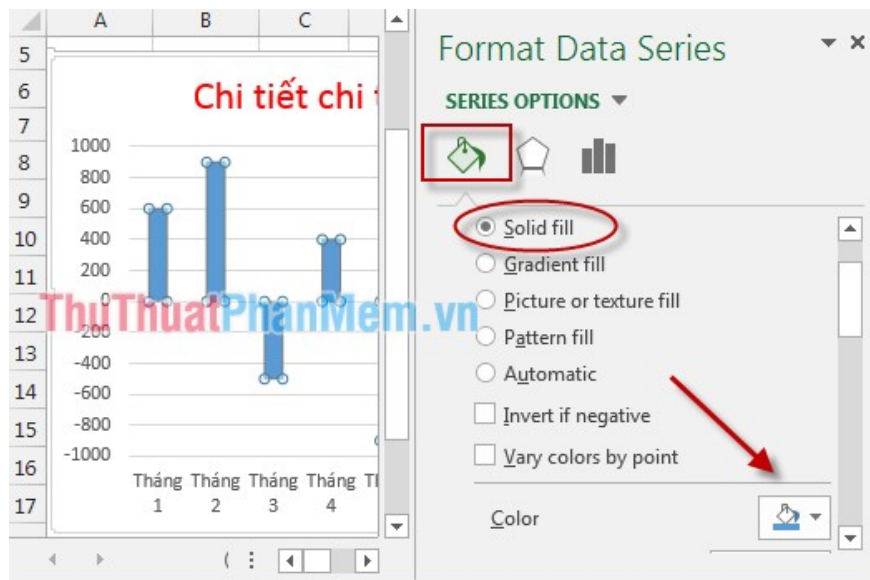 A B C
5
6
7
8
9
10
11
12
13
14
15
16
17
Chi tiết chi
1000
800
600
400
200
0
-200
-400
-600
-800
-1000
Tháng Tháng Tháng Tháng
1 2 3 4
ThuThuatPhanMem.vn
Format Data Series
SERIES OPTIONS
Solid fill
Gradient fill
Picture or texture fill
Pattern fill
Automatic
Invert if negative
Vary colors by point
Color